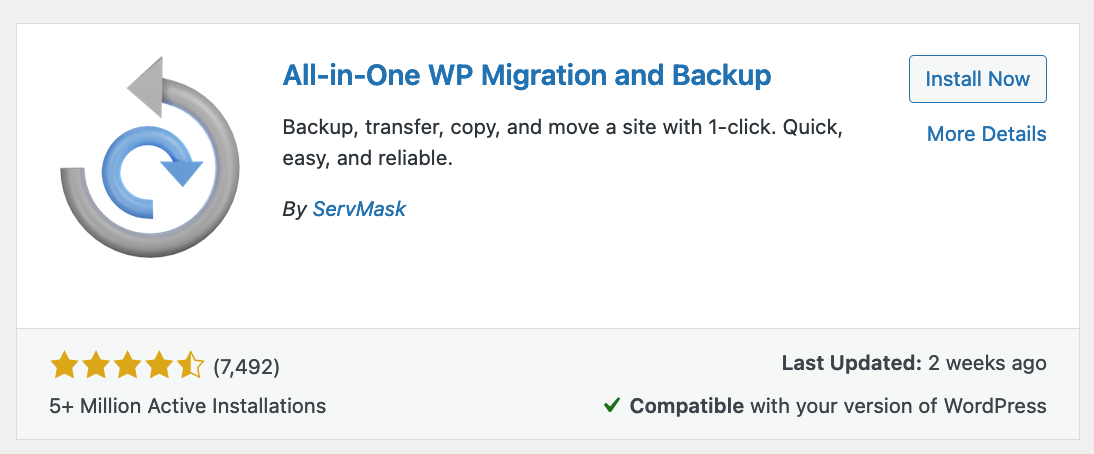 All-in-One WP Migration and Backup
Install Now
Backup, transfer, copy, and move a site with 1-click. Quick,
easy, and reliable.
More Details
By ServMask
(7,492)
Last Updated: 2 weeks ago
5+ Million Active Installations
Compatible with your version of WordPress